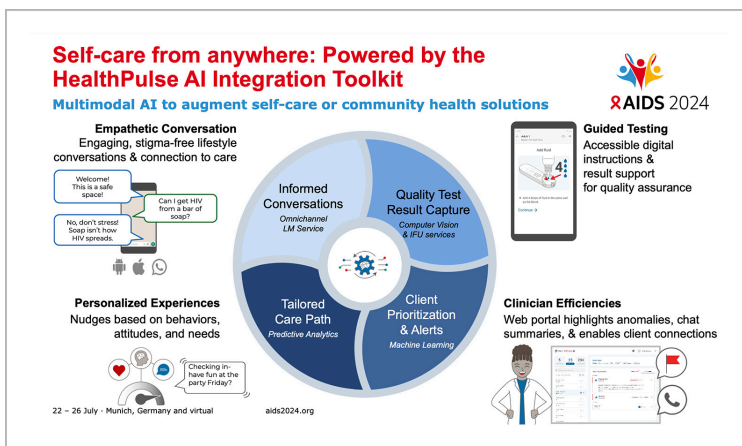 Self-care from anywhere: Powered by the
HealthPulse AI Integration Toolkit
Multimodal AI to augment self-care or community health solutions
AIDS 2024
Empathetic Conversation
Engaging, stigma-free lifestyle
conversations & connection to care
Welcome!
This is a safe
space!
Can I get HIV
from a bar of
soap?
No, don't stress!
Soap isn't how
HIV spreads.
Informed
Conversations
Omnichannel
LM Service
Quality Test
Result Capture
Computer Vision
& IFU services
Add fluid
4
Continue
Guided Testing
Accessible digital
instructions &
result support
for quality assurance
Personalized Experiences
Nudges based on behaviors,
attitudes, and needs
Checking in-
have fun at the
party Friday?
Tailored
Care Path
Predictive Analytics
Client
Prioritization
& Alerts
Machine Learning
Clinician Efficiencies
Web portal highlights anomalies, chat
summaries, & enables client connections
22 – 26 July · Munich, Germany and virtual
aids2024.org